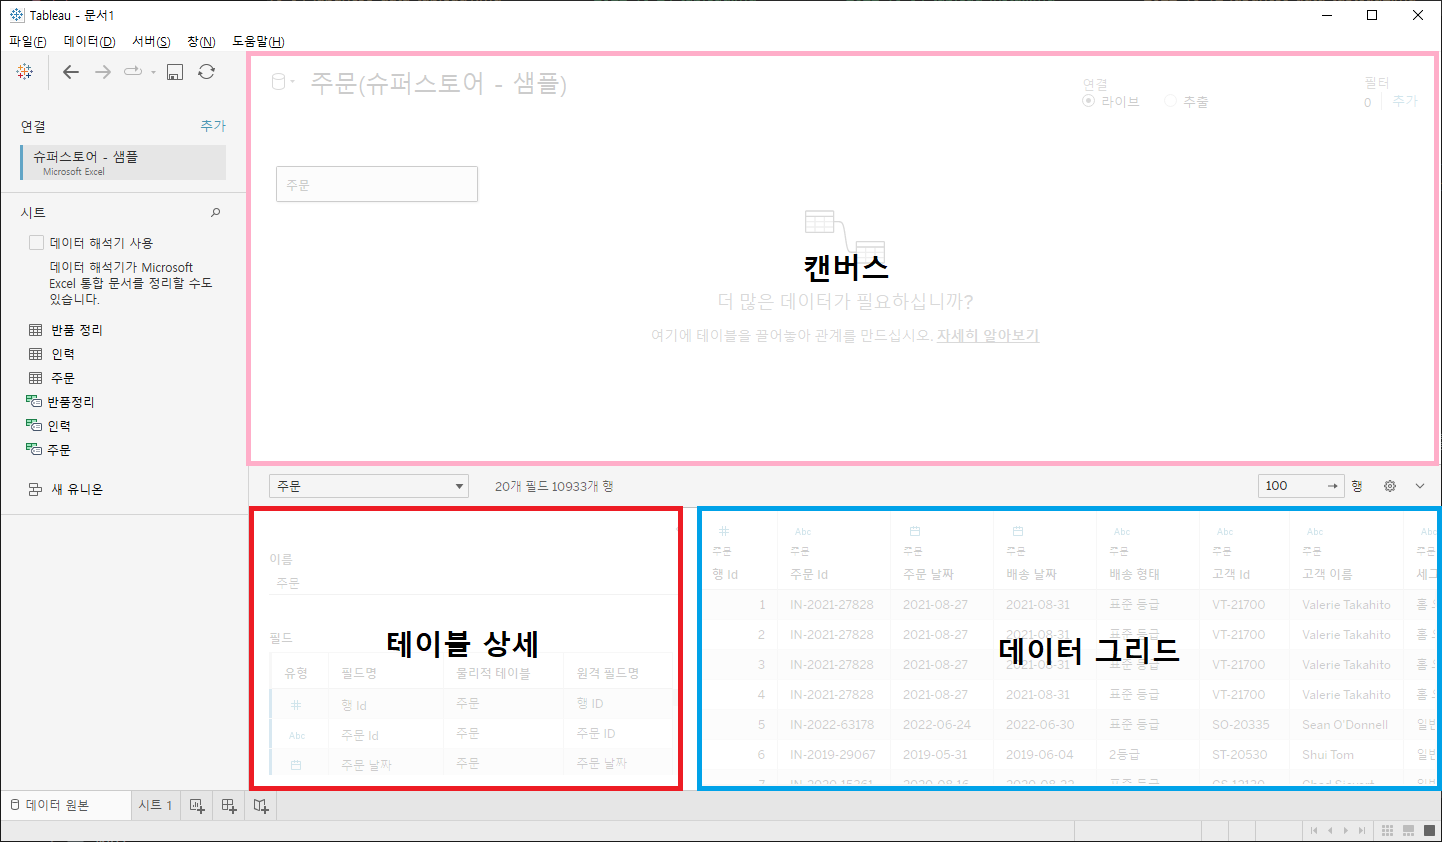 Tableau - 문서1
파일(F) 데이터(D) 서버(S) 창(N) 도움말(H)
연결 추가
슈퍼스토어 - 샘플
Microsoft Excel
시트
데이터 해석기 사용
데이터 해석기가 Microsoft
Excel 통합 문서를 정리할 수도
있습니다.
반품 정리
인력
주문
반품정리
인력
주문
새 유니온
주문(슈퍼스토어 - 샘플)
연결
라이브 추출
필터
0 추가
주문
캔버스
더 많은 데이터가 필요하십니까?
여기에 테이블을 끌어놓아 관계를 만드십시오. 자세히 알아보기
주문 20개 필드 10933개 행 100 행
이름
주문
필드
테이블 상세
유형 필드명 물리적 테이블 원격 필드명
행 Id 주문 행 ID
Abc 주문 Id 주문 주문 ID
주문 날짜 주문 주문 날짜
Abc Abc Abc Abc Abc
주문 주문 주문 주문 주문 주문 주문 주문
행 Id 주문 Id 주문 날짜 배송 날짜 배송 형태 고객 Id 고객 이름 세그
1 IN-2021-27828 2021-08-27 2021-08-31 표준 등급 VT-21700 Valerie Takahito 홈
2 IN-2021-27828 2021-08-27 2021-08-31 표준 등급 VT-21700 Valerie Takahito 홈
데이터 그리드
3 IN-2021-27828 2021-08-27 2021-08-31 표준 등급 VT-21700 Valerie Takahito 홈
4 IN-2021-27828 2021-08-27 2021-08-31 표준 등급 VT-21700 Valerie Takahito 홈
5 IN-2022-63178 2022-06-24 2022-06-30 표준 등급 SO-20335 Sean O'Donnell 일반
6 IN-2019-29067 2019-05-31 2019-06-04 2등급 ST-20530 Shui Tom 일반
데이터 원본 시트 1